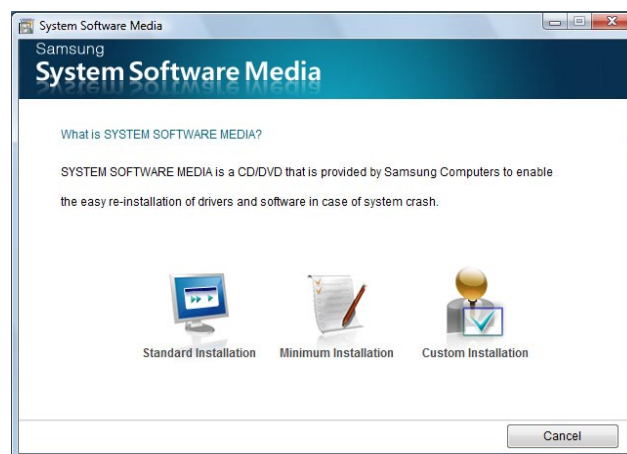 System Software Media
Samsung
System Software Media
What is SYSTEM SOFTWARE MEDIA?
SYSTEM SOFTWARE MEDIA is a CD/DVD that is provided by Samsung Computers to enable
the easy re-installation of drivers and software in case of system crash.
Standard Installation Minimum Installation Custom Installation
Cancel